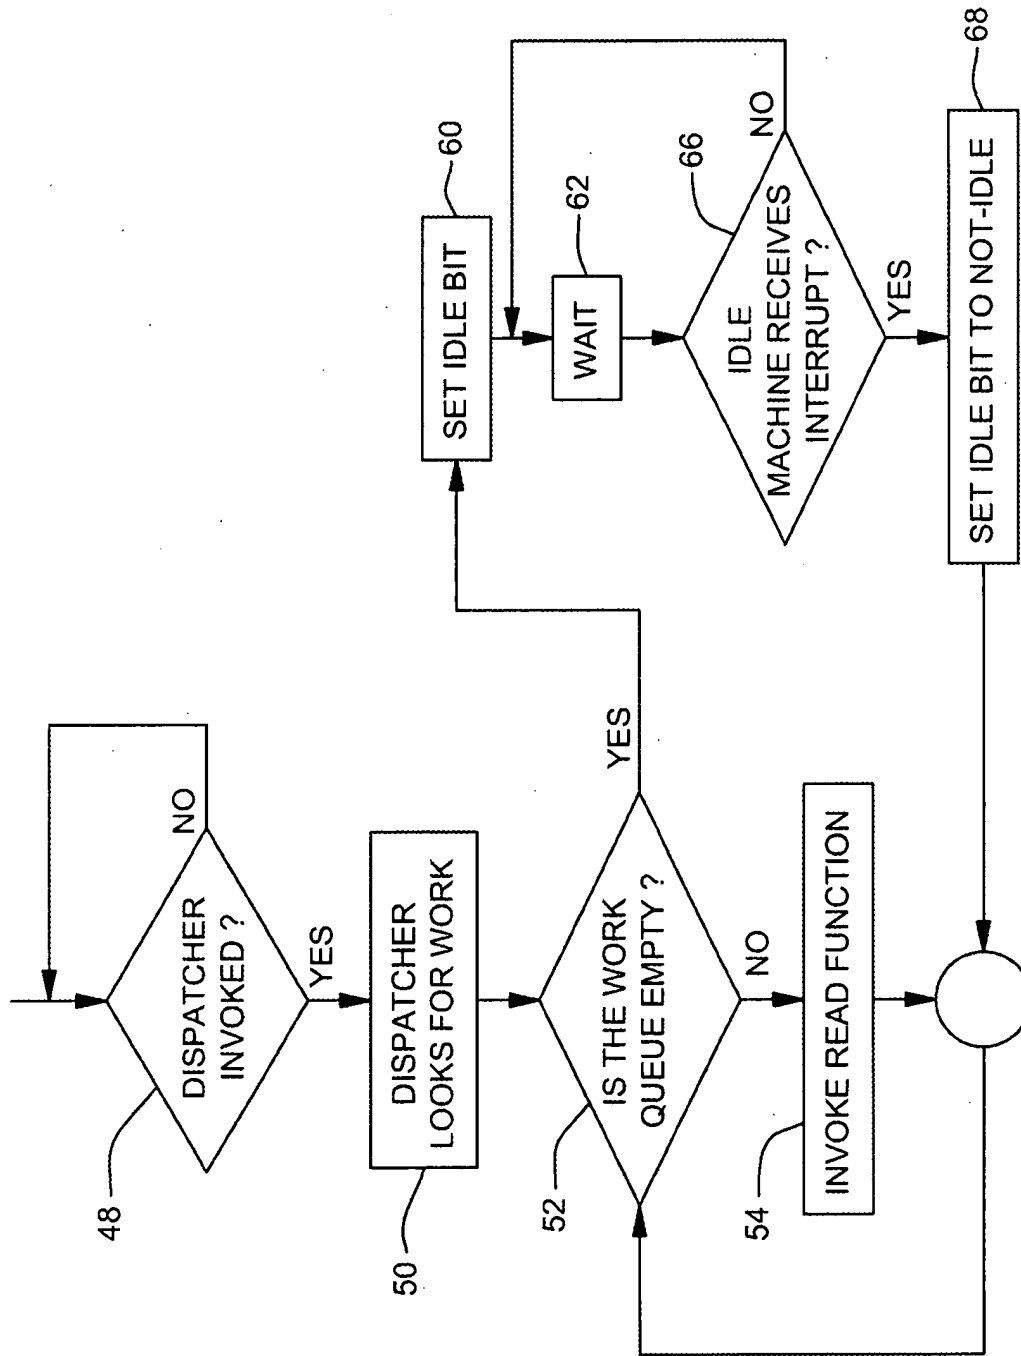 DISPATCHER
INVOKED ?
NO
YES
48
DISPATCHER
LOOKS FOR WORK
50
IS THE WORK
QUEUE EMPTY ?
YES
NO
52
INVOKE READ FUNCTION
54
SET IDLE BIT
60
WAIT
62
IDLE
MACHINE RECEIVES
INTERRUPT ?
NO
YES
66
SET IDLE BIT TO NOT-IDLE
68